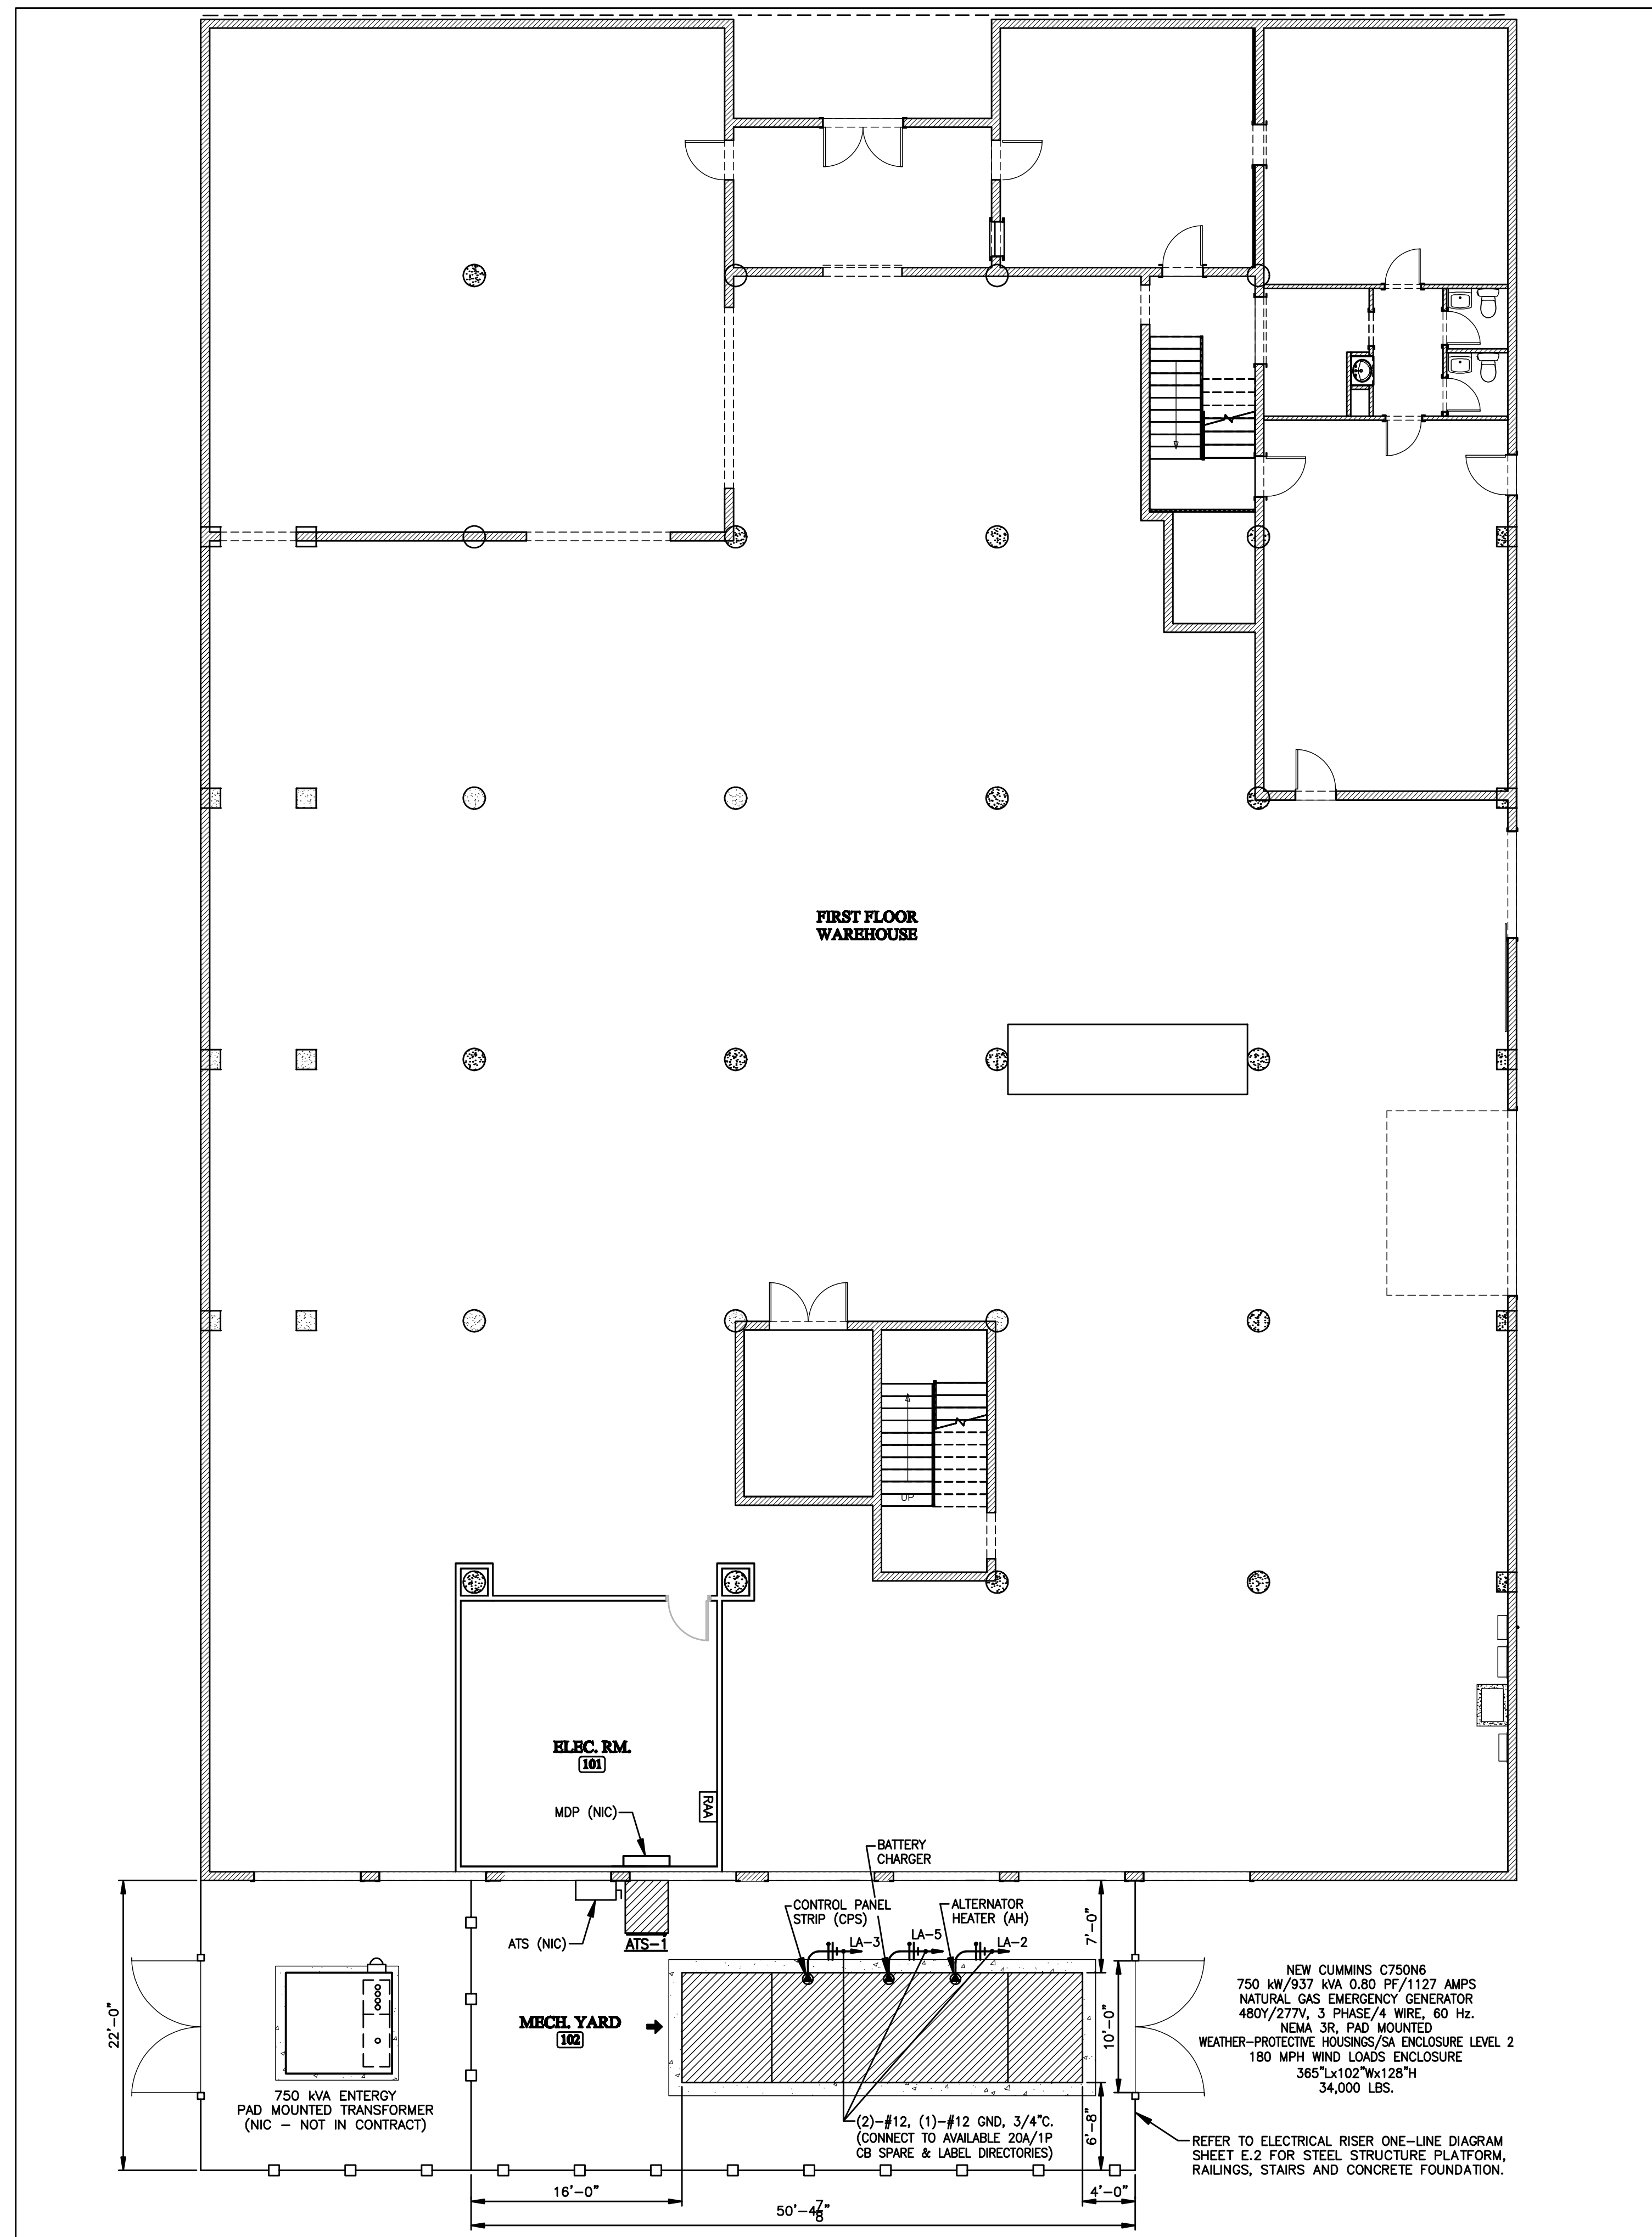 FIRST FLOOR
WAREHOUSE
UP
ELEC. RM.
101
RAA
MDP (NIC)
BATTERY
CHARGER
CONTROL PANEL
STRIP (CPS)
ALTERNATOR
HEATER (AH)
LA-3
LA-5
LA-2
ATS (NIC)
ATS-1
7'-0"
22'-0"
MECH. YARD
102
10'-0"
NEW CUMMINS C750N6
750 kW/937 kVA 0.80 PF/1127 AMPS
NATURAL GAS EMERGENCY GENERATOR
480Y/277V, 3 PHASE/4 WIRE, 60 Hz.
NEMA 3R, PAD MOUNTED
WEATHER-PROTECTIVE HOUSINGS/SA ENCLOSURE LEVEL 2
180 MPH WIND LOADS ENCLOSURE
365"Lx102"Wx128"H
34,000 LBS.
750 kVA ENTERGY
PAD MOUNTED TRANSFORMER
(NIC - NOT IN CONTRACT)
(2)-#12, (1)-#12 GND, 3/4"C.
(CONNECT TO AVAILABLE 20A/1P
CB SPARE & LABEL DIRECTORIES)
6'-8"
REFER TO ELECTRICAL RISER ONE-LINE DIAGRAM
SHEET E.2 FOR STEEL STRUCTURE PLATFORM,
RAILINGS, STAIRS AND CONCRETE FOUNDATION.
16'-0"
4'-0"
50'-4 7/8"